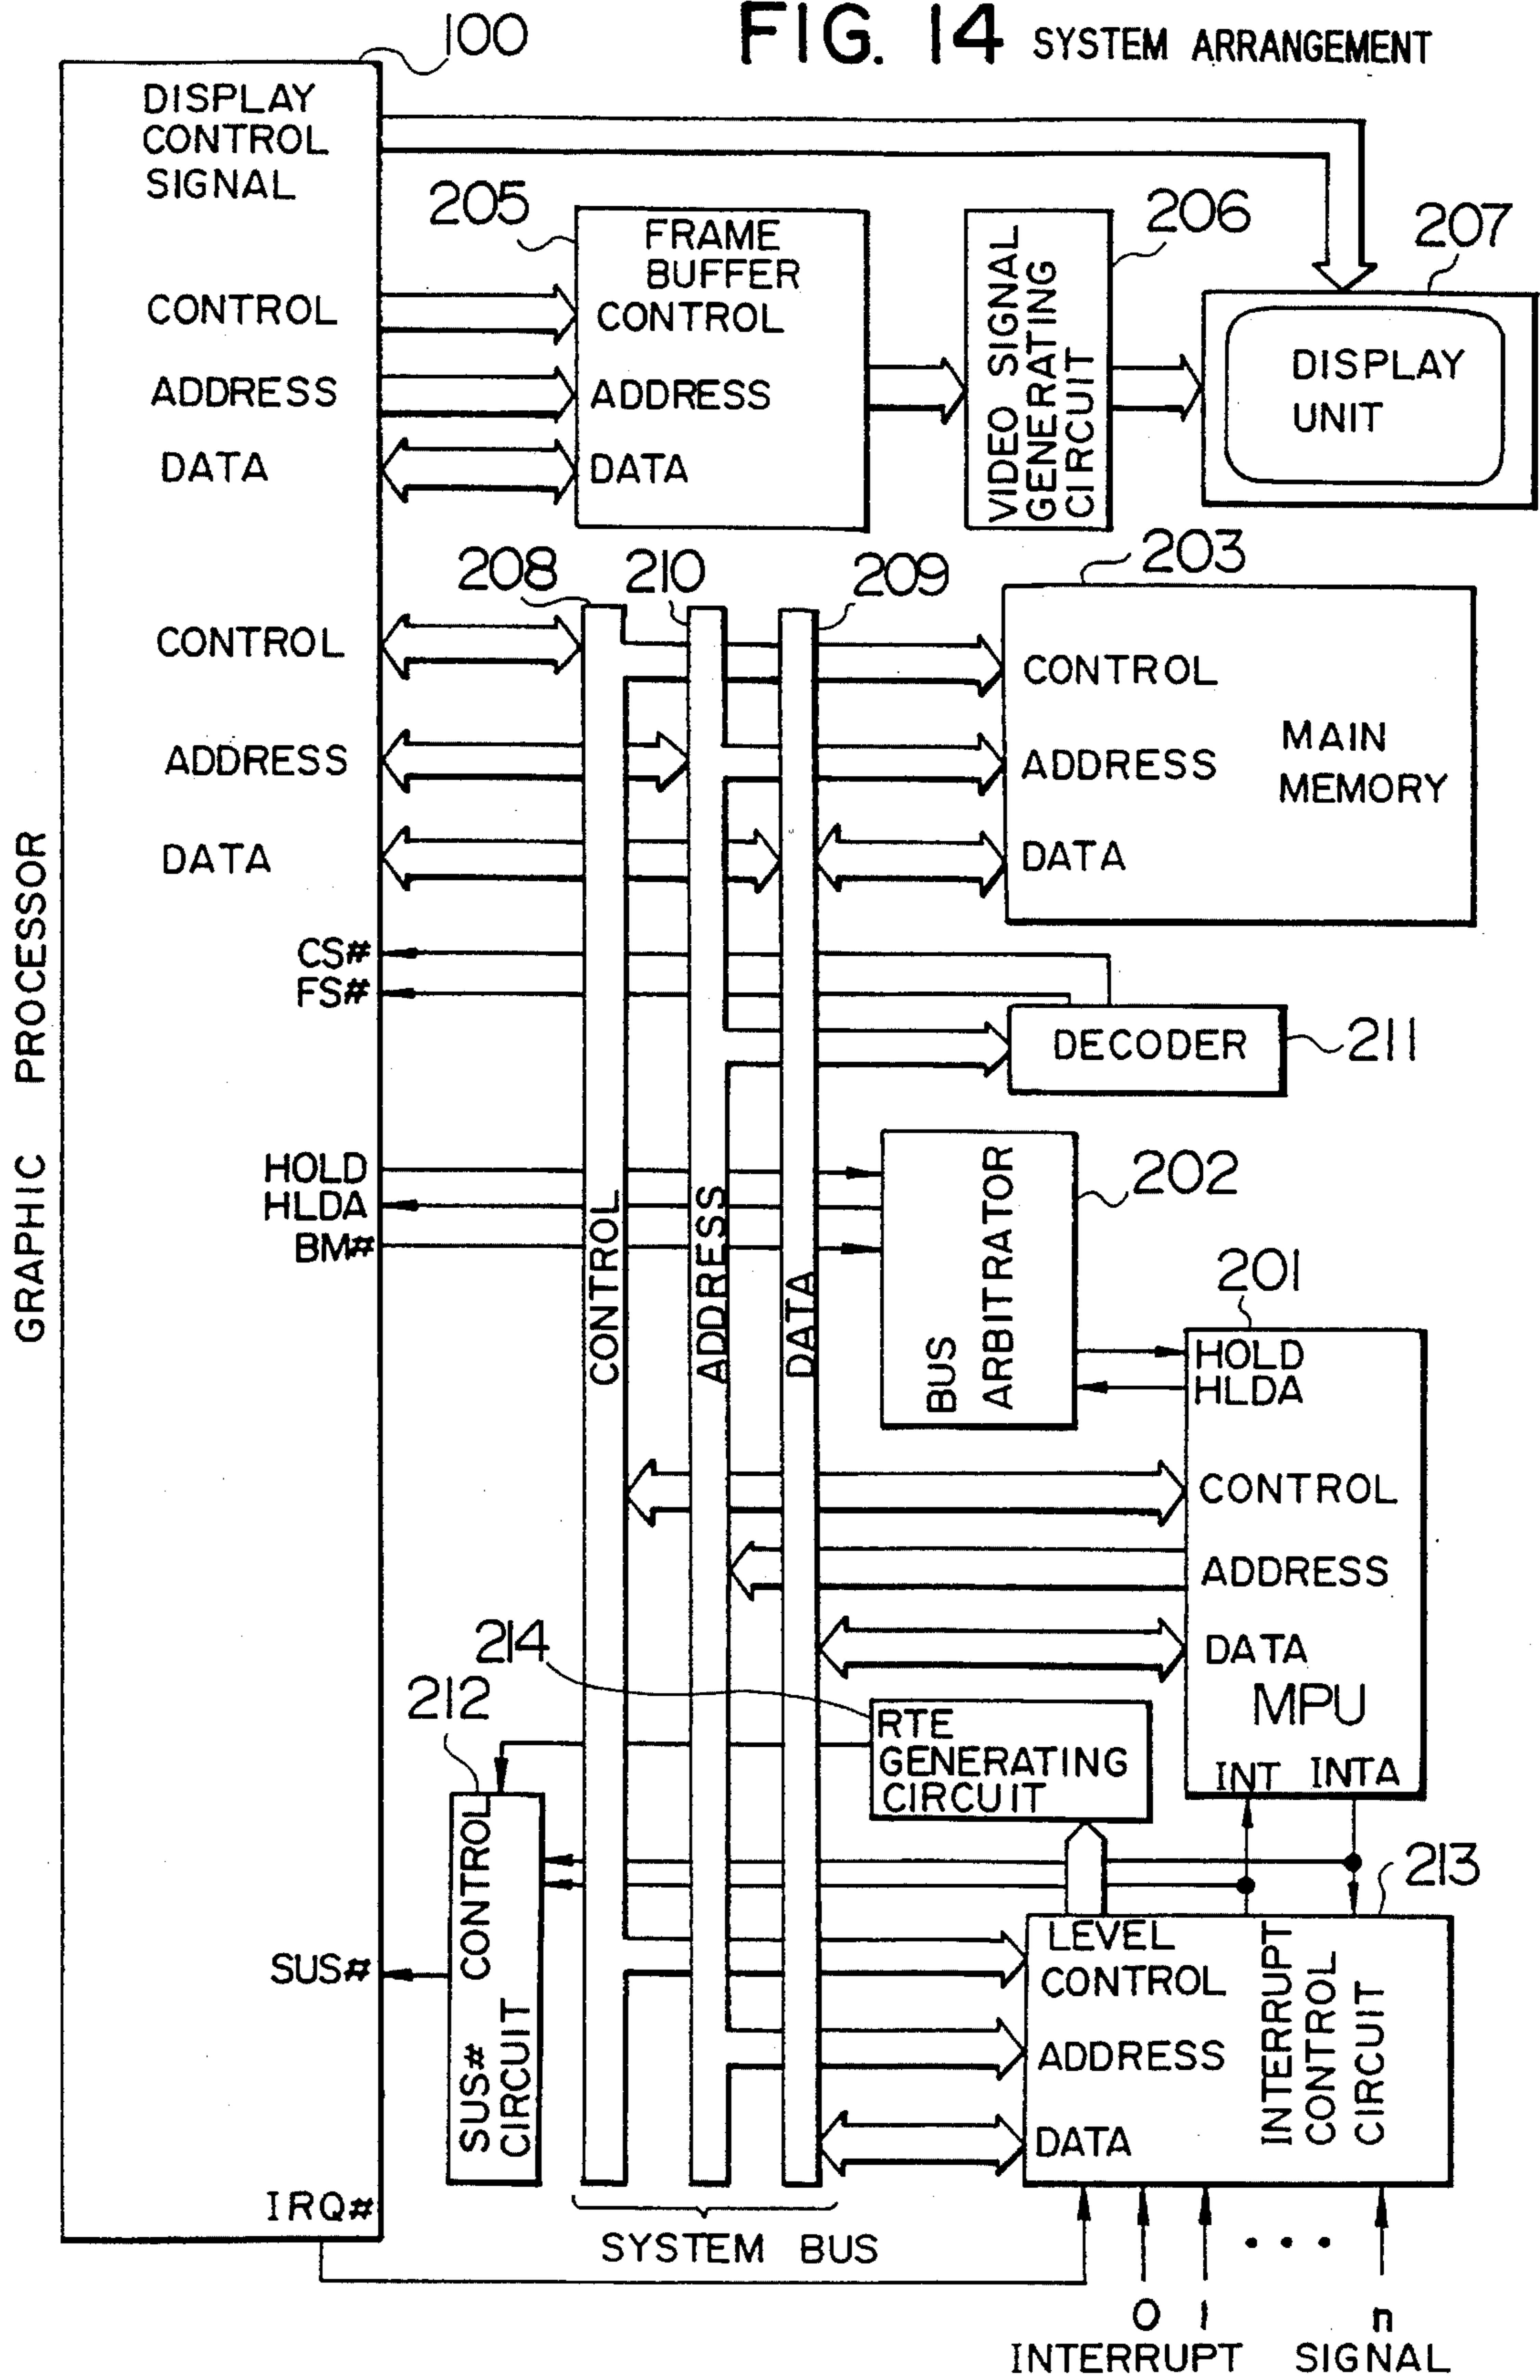 FIG. 14 SYSTEM ARRANGEMENT
100
DISPLAY
CONTROL
SIGNAL
205
FRAME
BUFFER
206
VIDEO SIGNAL
GENERATING
CIRCUIT
207
DISPLAY
UNIT
CONTROL
CONTROL
ADDRESS
ADDRESS
DATA
DATA
208
210
209
203
CONTROL
CONTROL
ADDRESS
ADDRESS
MAIN
MEMORY
DATA
DATA
GRAPHIC PROCESSOR
CS#
FS#
DECODER
211
HOLD
HLDA
BM#
CONTROL
ADDRESS
DATA
BUS
ARBITRATOR
202
201
HOLD
HLDA
CONTROL
ADDRESS
DATA
MPU
INT INTA
214
RTE
GENERATING
CIRCUIT
212
SUS# CONTROL
CIRCUIT
SUS#
213
LEVEL
CONTROL
ADDRESS
DATA
INTERRUPT
CONTROL
CIRCUIT
IRQ#
SYSTEM BUS
0 1 ... n
INTERRUPT SIGNAL